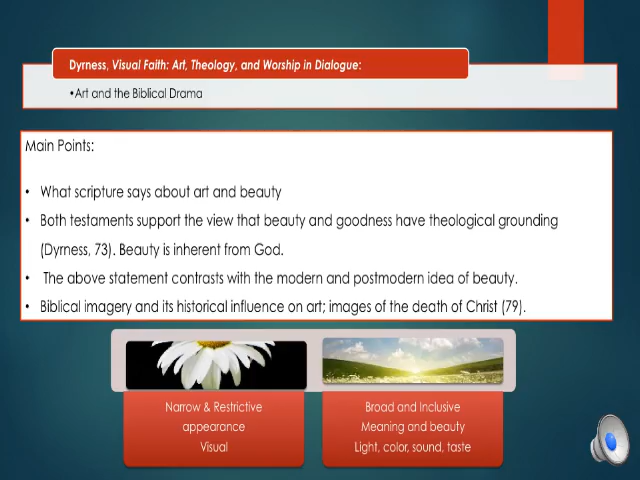 Dyrness, Visual Faith: Art, Theology, and Worship in Dialogue:
•Art and the Biblical Drama
Main Points:
• What scripture says about art and beauty
• Both testaments support the view that beauty and goodness have theological grounding
(Dyrness, 73). Beauty is inherent from God.
• The above statement contrasts with the modern and postmodern idea of beauty.
• Biblical imagery and its historical influence on art; images of the death of Christ (79).
Narrow & Restrictive
appearance
Visual
Broad and Inclusive
Meaning and beauty
Light, color, sound, taste